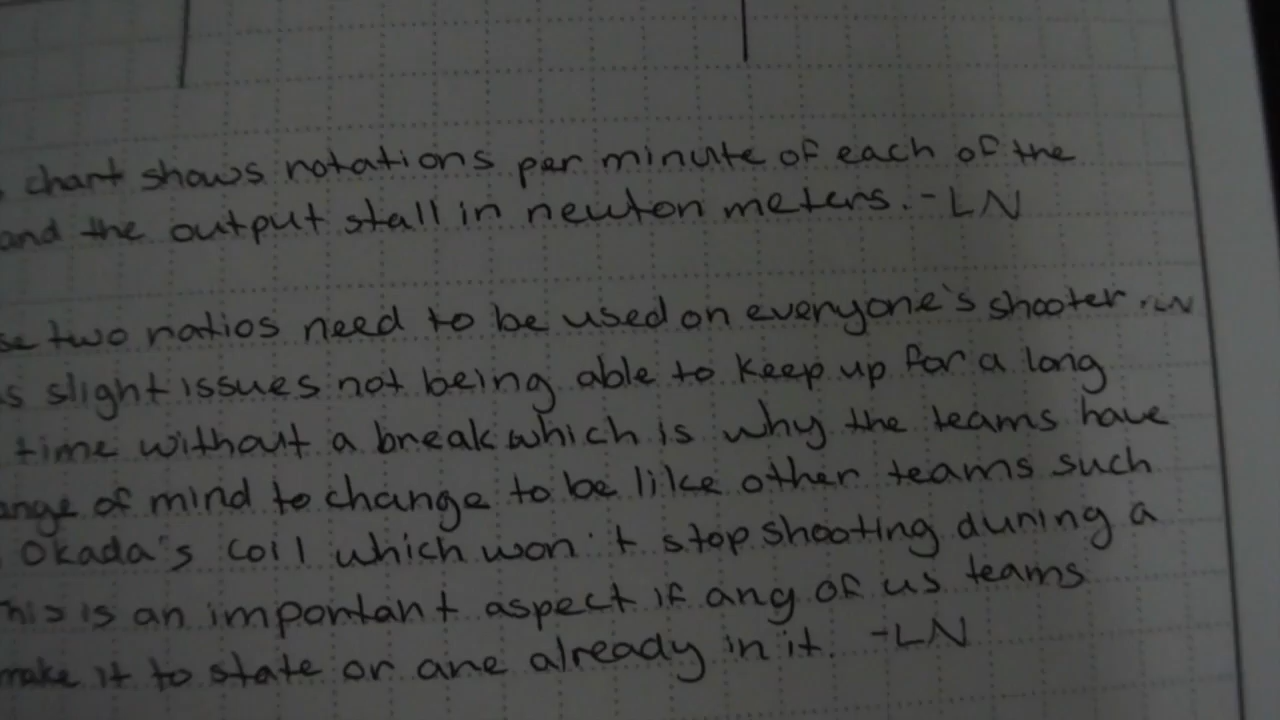 chart shows rotations per minute of each of the
and the output stall in newton meters. -LN
two ratios need to be used on everyone's shooter. -LN
slight issues not being able to keep up for a long
time without a break which is why the teams have
of mind to change to be like other teams such
Okada's coil which won't stop shooting during a
is an important aspect if any of us teams
make it to state or are already in it. -LN